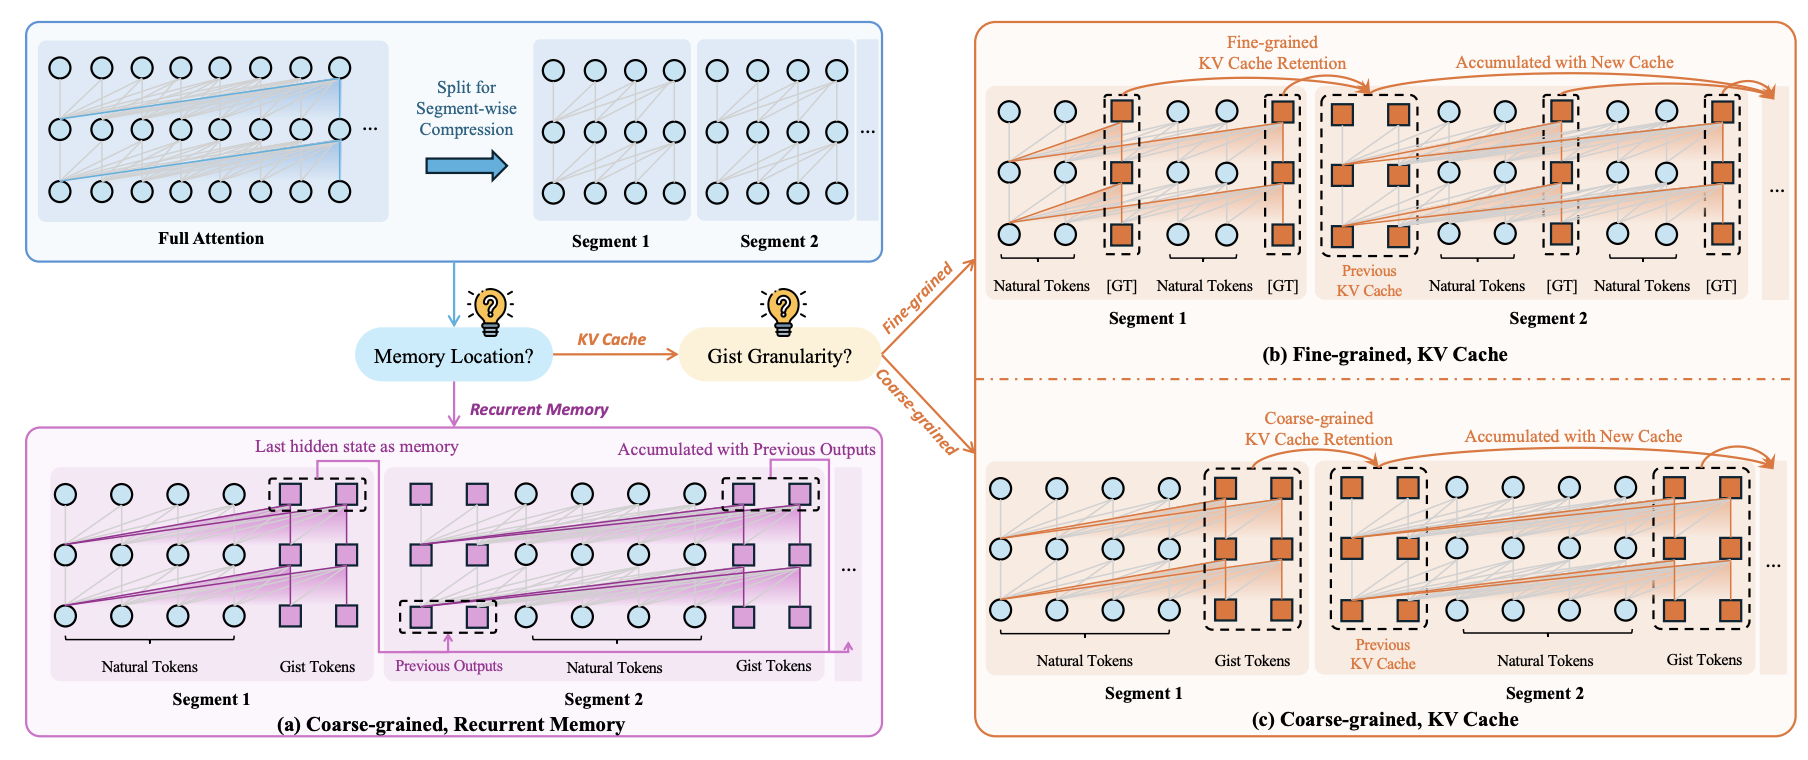 Split for
Segment-wise
Compression
...
...
Full Attention
Segment 1
Segment 2
Memory Location?
KV Cache
Gist Granularity?
Fine-grained
Coarse-grained
Recurrent Memory
Last hidden state as memory
Accumulated with Previous Outputs
...
Natural Tokens
Gist Tokens
Previous Outputs
Natural Tokens
Gist Tokens
Segment 1
Segment 2
(a) Coarse-grained, Recurrent Memory
Fine-grained
KV Cache Retention
Accumulated with New Cache
...
Natural Tokens
[GT]
Natural Tokens
[GT]
Previous
KV Cache
Natural Tokens
[GT]
Natural Tokens
[GT]
Segment 1
Segment 2
(b) Fine-grained, KV Cache
Coarse-grained
KV Cache Retention
Accumulated with New Cache
...
Natural Tokens
Gist Tokens
Previous
KV Cache
Natural Tokens
Gist Tokens
Segment 1
Segment 2
(c) Coarse-grained, KV Cache